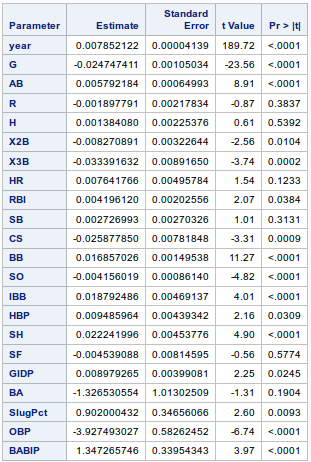 Parameter Estimate Standard Error t Value Pr > |t|
year 0.007852122 0.00004139 189.72 <.0001
G -0.024747411 0.00105034 -23.56 <.0001
AB 0.005792184 0.00064993 8.91 <.0001
R -0.001897791 0.00217834 -0.87 0.3837
H 0.001384080 0.00225376 0.61 0.5392
X2B -0.008270891 0.00322644 -2.56 0.0104
X3B -0.033391632 0.00891650 -3.74 0.0002
HR 0.007641766 0.00495784 1.54 0.1233
RBI 0.004196120 0.00202556 2.07 0.0384
SB 0.002726993 0.00270326 1.01 0.3131
CS -0.025877850 0.00781848 -3.31 0.0009
BB 0.016857026 0.00149538 11.27 <.0001
SO -0.004156019 0.00086140 -4.82 <.0001
IBB 0.018792486 0.00469137 4.01 <.0001
HBP 0.009485964 0.00439342 2.16 0.0309
SH 0.022241996 0.00453776 4.90 <.0001
SF -0.004539088 0.00814595 -0.56 0.5774
GIDP 0.008979265 0.00399081 2.25 0.0245
BA -1.326530554 1.01302509 -1.31 0.1904
SlugPct 0.902000432 0.34656066 2.60 0.0093
OBP -3.927493027 0.58262452 -6.74 <.0001
BABIP 1.347265746 0.33954343 3.97 <.0001